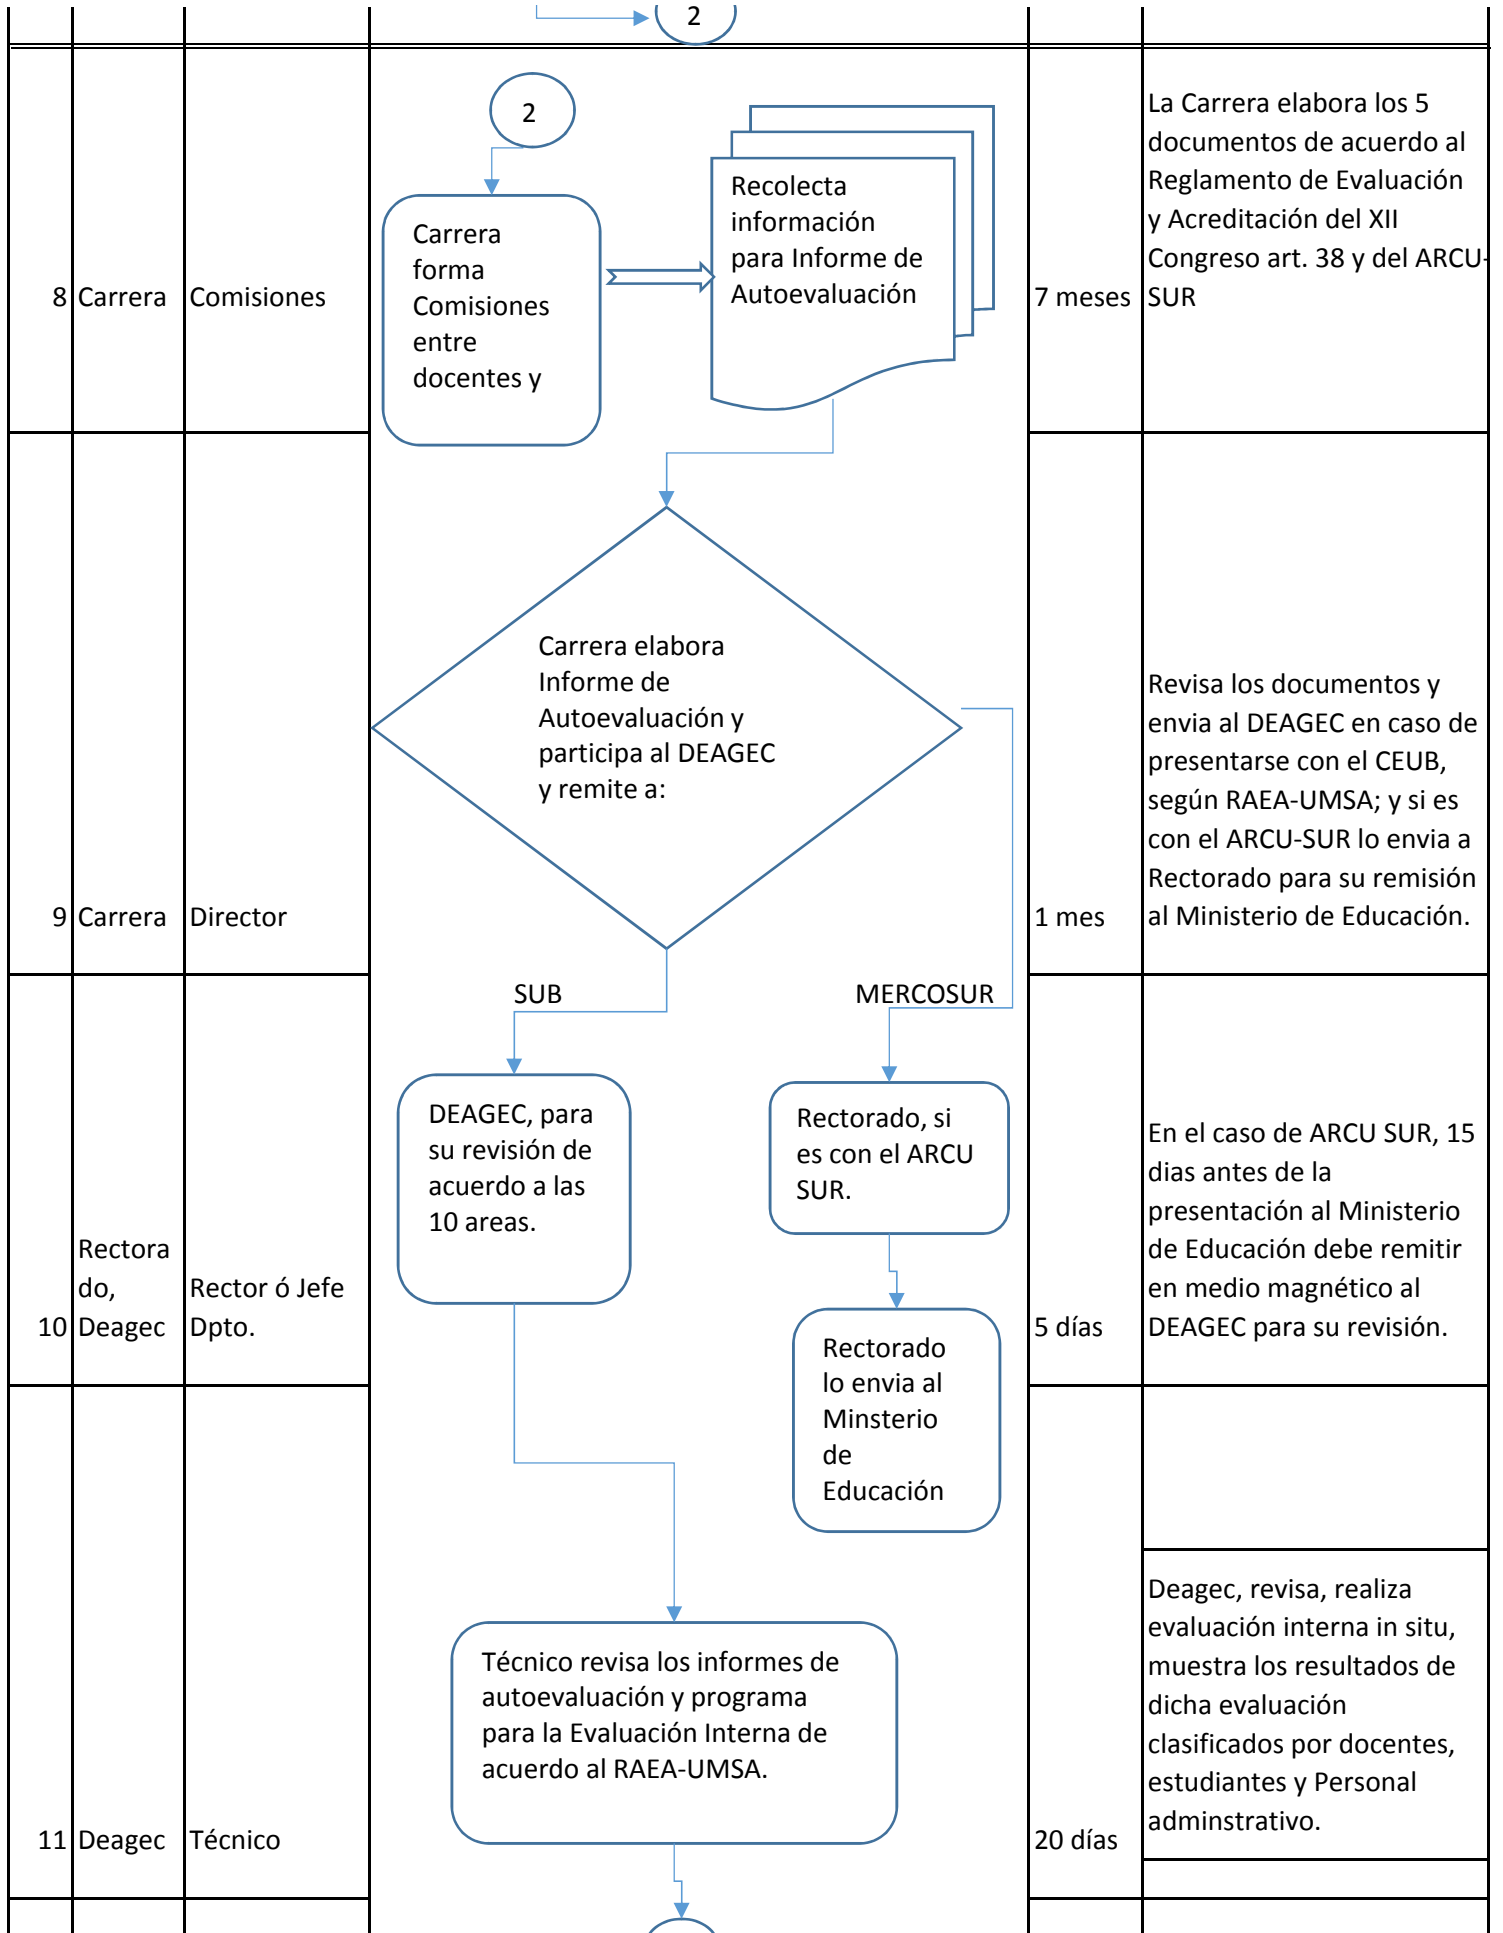 2
2
Carrera
forma
Comisiones
entre
docentes y
Recolecta
información
para Informe de
Autoevaluación
8 Carrera Comisiones
7 meses
La Carrera elabora los 5
documentos de acuerdo al
Reglamento de Evaluación
y Acreditación del XII
Congreso art. 38 y del ARCU-
SUR
Carrera elabora
Informe de
Autoevaluación y
participa al DEAGEC
y remite a:
9 Carrera Director
1 mes
Revisa los documentos y
envia al DEAGEC en caso de
presentarse con el CEUB,
según RAEA-UMSA; y si es
con el ARCU-SUR lo envia a
Rectorado para su remisión
al Ministerio de Educación.
SUB
MERCOSUR
DEAGEC, para
su revisión de
acuerdo a las
10 areas.
Rectorado, si
es con el ARCU
SUR.
Rectorado
lo envia al
Minsterio
de
Educación
Rectora
do,
10 Deagec
Rector ó Jefe
Dpto.
5 días
En el caso de ARCU SUR, 15
dias antes de la
presentación al Ministerio
de Educación debe remitir
en medio magnético al
DEAGEC para su revisión.
Técnico revisa los informes de
autoevaluación y programa
para la Evaluación Interna de
acuerdo al RAEA-UMSA.
11 Deagec Técnico
20 días
Deagec, revisa, realiza
evaluación interna in situ,
muestra los resultados de
dicha evaluación
clasificados por docentes,
estudiantes y Personal
adminstrativo.